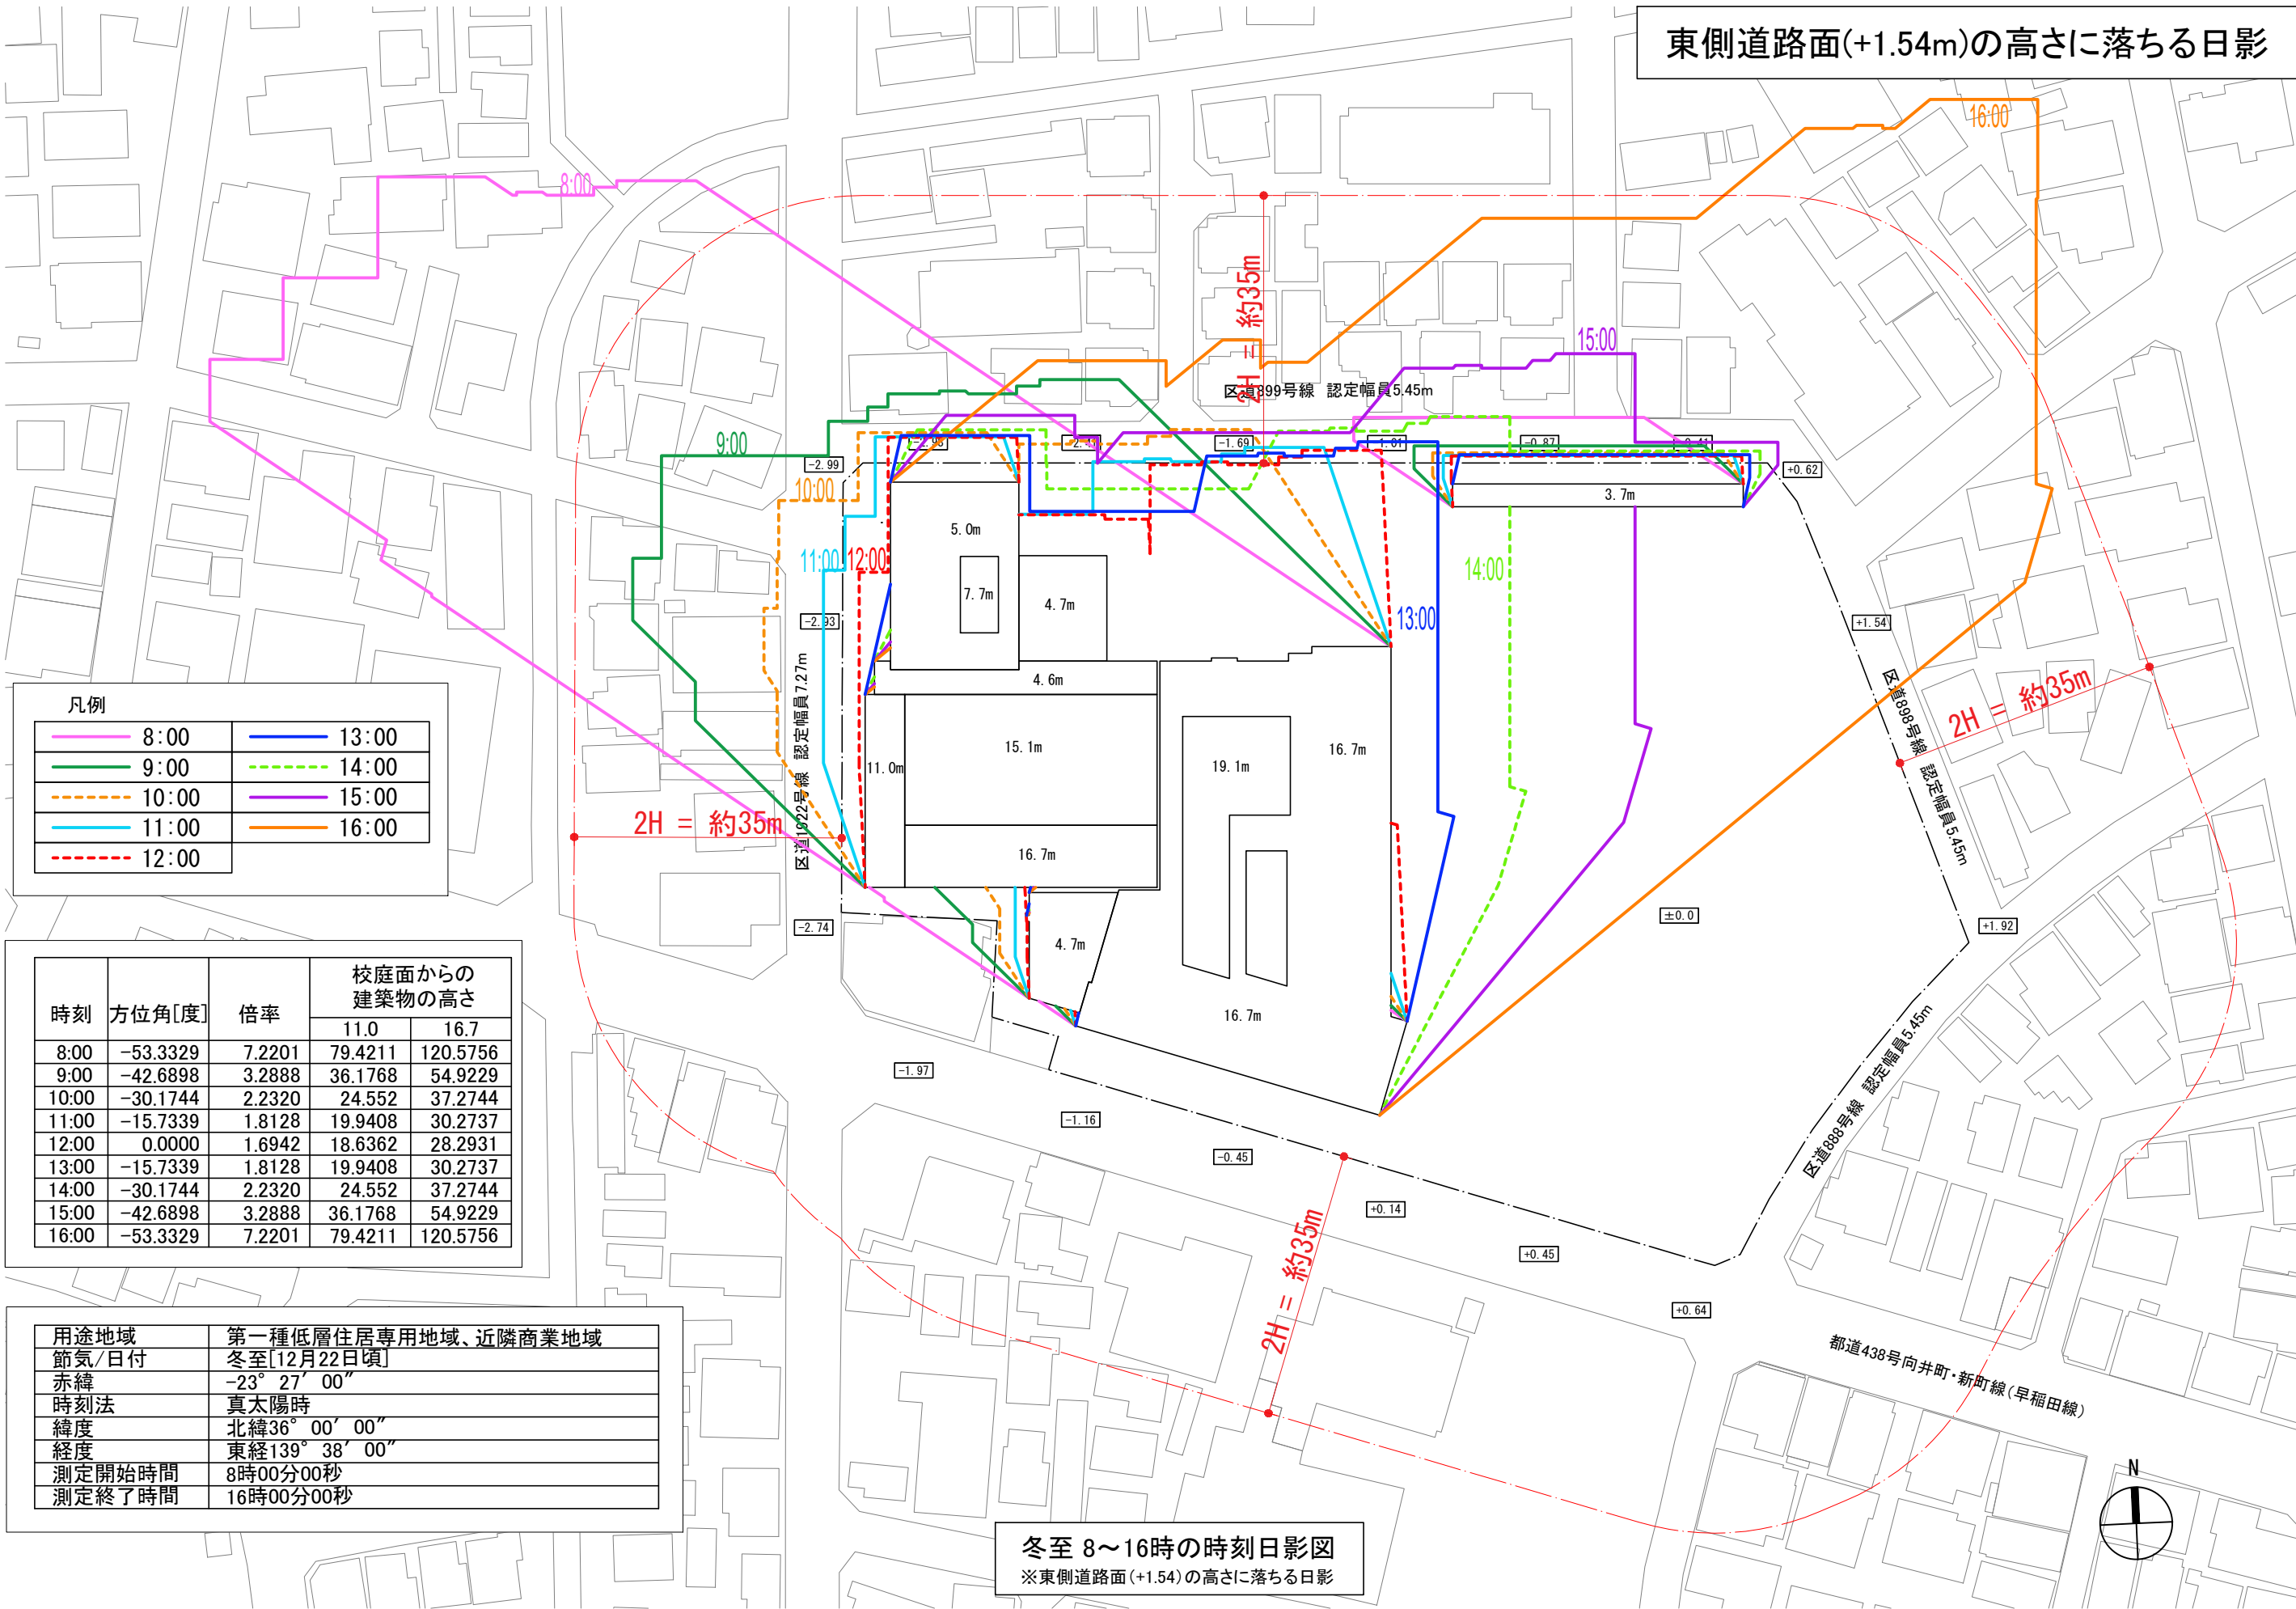 東側道路面(+1.54m)の高さに落ちる日影
16:00
8:00
2H = 約35m
15:00
区道899号線 認定幅員5.45m
9:00
-2.99
-1.69
-1.01
-0.87
+0.62
10:00
3.7m
5.0m
11:00
12:00
14:00
7.7m
4.7m
13:00
-2.93
+1.54
4.6m
区道1922号線 認定幅員7.27m
区道898号線 認定幅員5.45m
2H = 約35m
凡例
8:00
13:00
9:00
14:00
10:00
15:00
11:00
16:00
12:00
15.1m
16.7m
19.1m
11.0m
2H = 約35m
16.7m
±0.0
+1.92
-2.74
4.7m
16.7m
区道888号線 認定幅員5.45m
時刻 方位角[度] 倍率 校庭面からの建築物の高さ
11.0 16.7
8:00 -53.3329 7.2201 79.4211 120.5756
9:00 -42.6898 3.2888 36.1768 54.9229
10:00 -30.1744 2.2320 24.552 37.2744
11:00 -15.7339 1.8128 19.9408 30.2737
12:00 0.0000 1.6942 18.6362 28.2931
13:00 -15.7339 1.8128 19.9408 30.2737
14:00 -30.1744 2.2320 24.552 37.2744
15:00 -42.6898 3.2888 36.1768 54.9229
16:00 -53.3329 7.2201 79.4211 120.5756
-1.97
-1.16
-0.45
+0.14
+0.45
+0.64
2H = 約35m
都道438号向井町・新町線(早稲田線)
用途地域 第一種低層住居専用地域、近隣商業地域
節気/日付 冬至[12月22日頃]
赤緯 -23° 27′ 00″
時刻法 真太陽時
緯度 北緯36° 00′ 00″
経度 東経139° 38′ 00″
測定開始時間 8時00分00秒
測定終了時間 16時00分00秒
N
冬至 8～16時の時刻日影図
※東側道路面(+1.54)の高さに落ちる日影